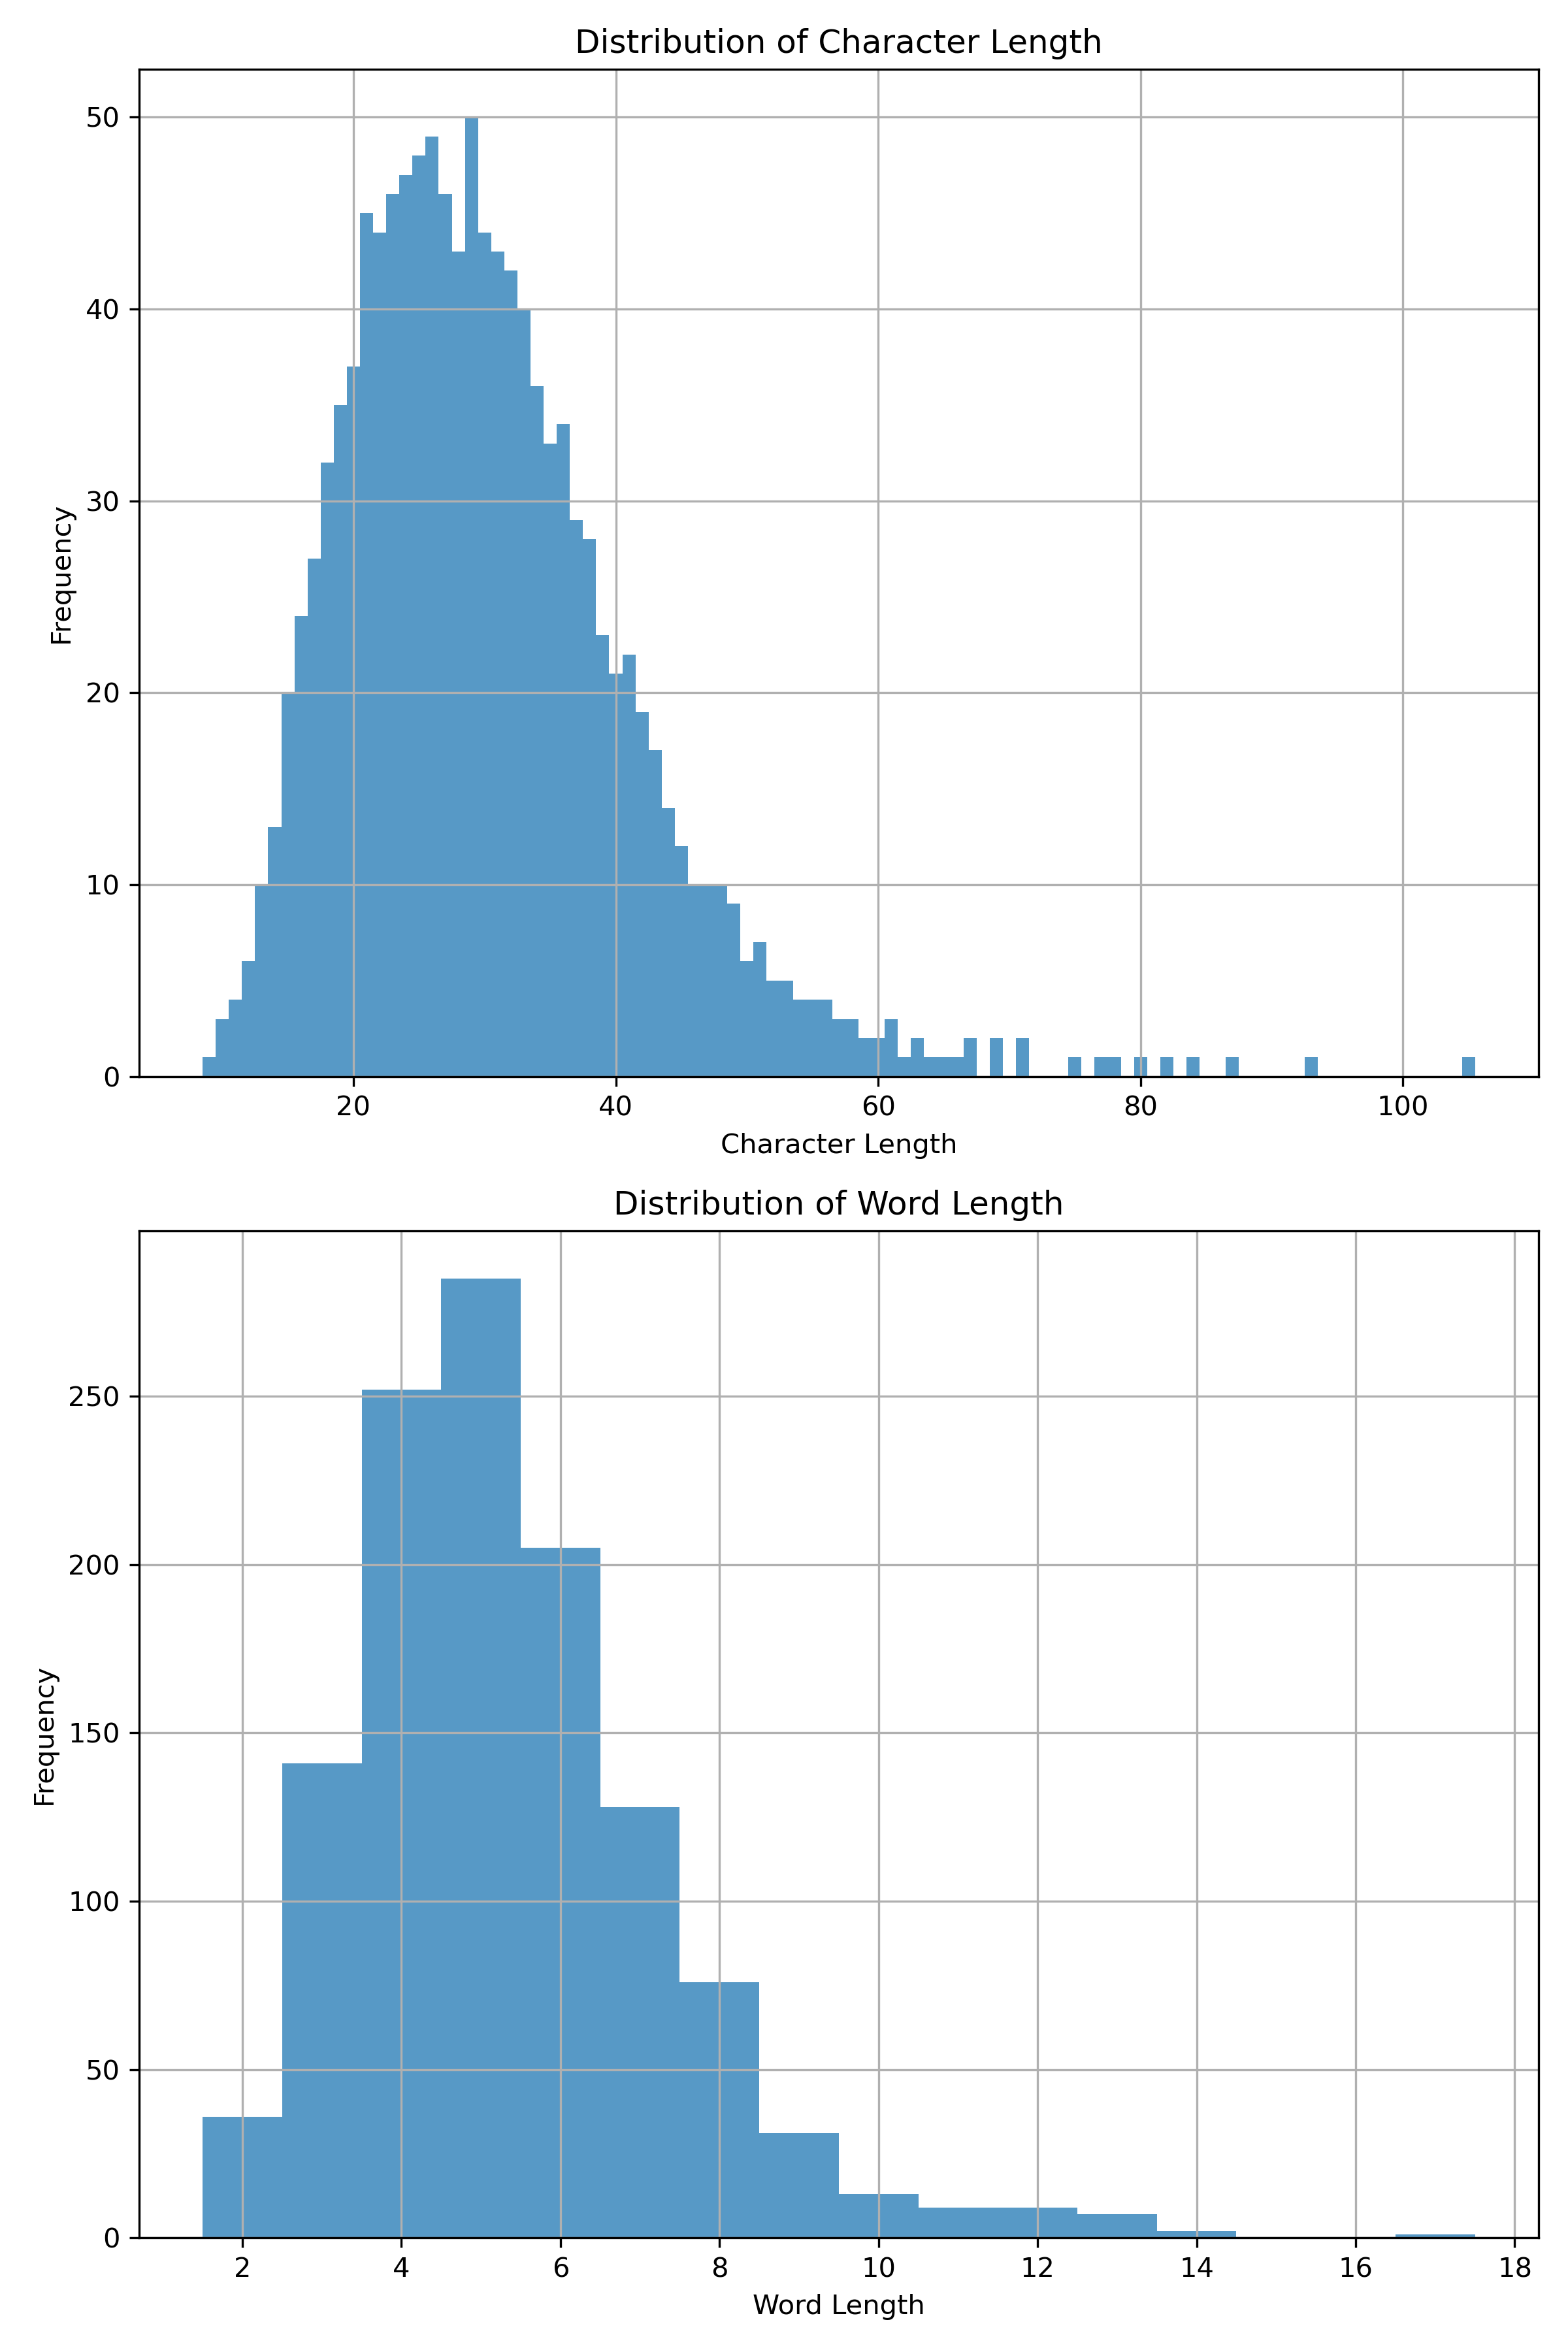 Distribution of Character Length
50
40
30
20
10
0
Frequency
20 40 60 80 100
Character Length
Distribution of Word Length
250
200
150
100
50
0
Frequency
2 4 6 8 10 12 14 16 18
Word Length